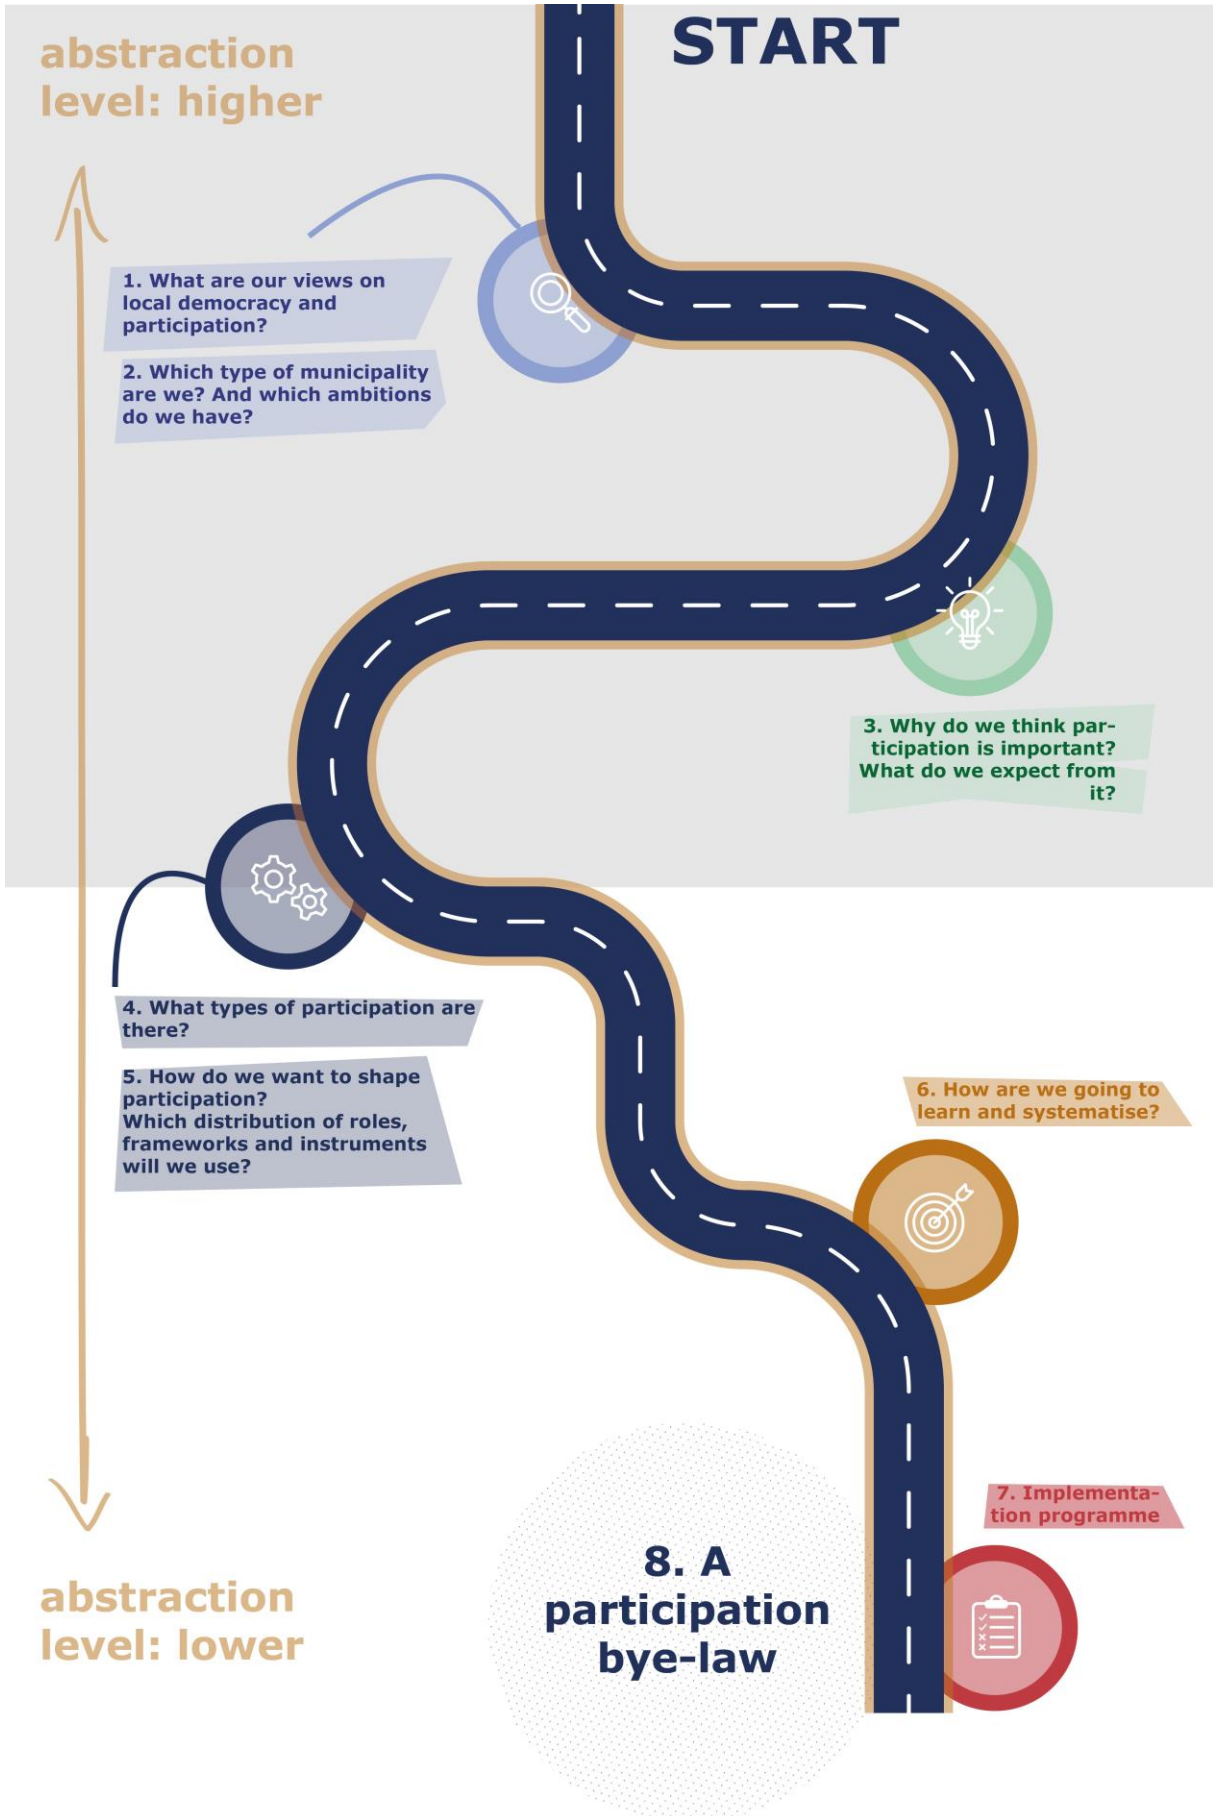 START
abstraction
level: higher
1. What are our views on
local democracy and
participation?
2. Which type of municipality
are we? And which ambitions
do we have?
3. Why do we think par-
ticipation is important?
What do we expect from
it?
4. What types of participation are
there?
5. How do we want to shape
participation?
Which distribution of roles,
frameworks and instruments
will we use?
6. How are we going to
learn and systematise?
7. Implementa-
tion programme
8. A
participation
bye-law
abstraction
level: lower